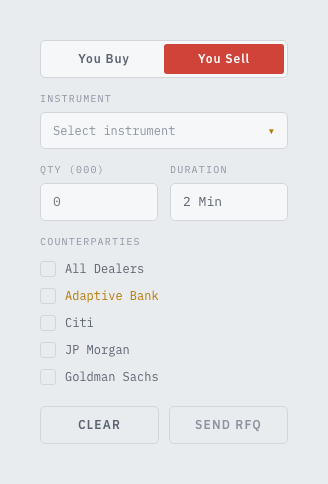 You Buy You Sell
INSTRUMENT
Select instrument
QTY (000) DURATION
0 2 Min
COUNTERPARTIES
All Dealers
Adaptive Bank
Citi
JP Morgan
Goldman Sachs
CLEAR SEND RFQ